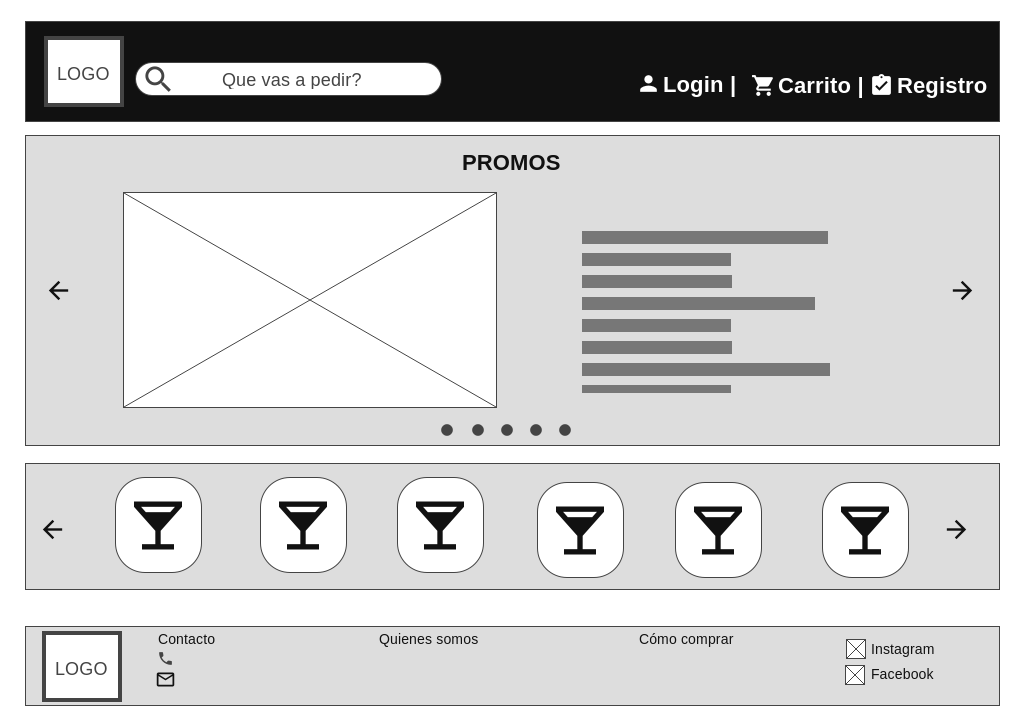 LOGO
Que vas a pedir?
Login | Carrito | Registro
PROMOS
LOGO
Contacto
Quienes somos
Cómo comprar
Instagram
Facebook